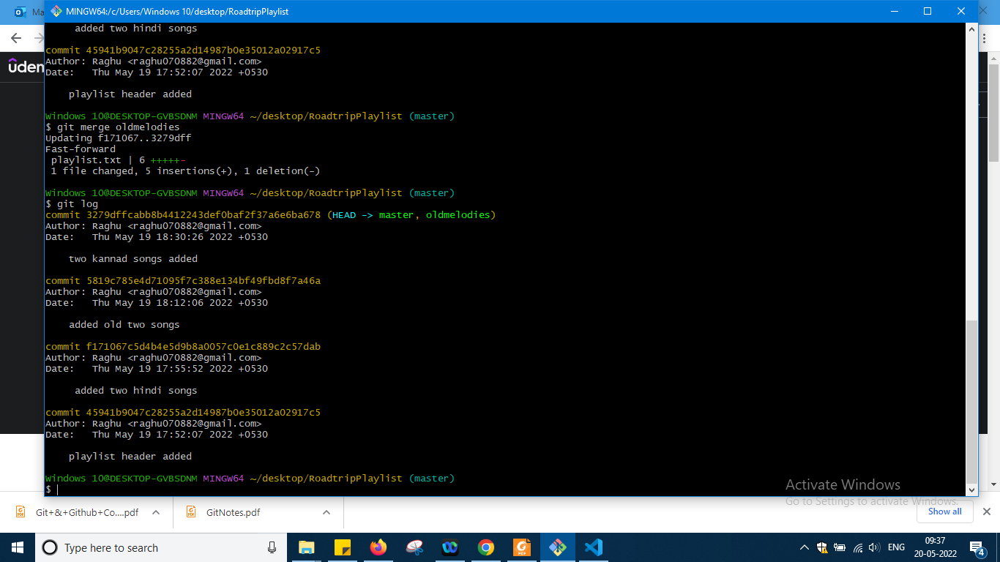 Ma
MINGW64:/c/Users/Windows 10/desktop/RoadtripPlaylist
ûdem
added two hindi songs
commit 45941b9047c28255a2d14987b0e35012a02917c5
Author: Raghu <raghu070882@gmail.com>
Date:   Thu May 19 17:52:07 2022 +0530
playlist header added
Windows 10@DESKTOP-GVBSDNM MINGW64 ~/desktop/RoadtripPlaylist (master)
$ git merge oldmelodies
Updating f171067..3279dff
Fast-forward
playlist.txt | 6 +++++-
1 file changed, 5 insertions(+), 1 deletion(-)
Windows 10@DESKTOP-GVBSDNM MINGW64 ~/desktop/RoadtripPlaylist (master)
$ git log
commit 3279dffcabb8b4412243def0baf2f37a6e6ba678 (HEAD -> master, oldmelodies)
Author: Raghu <raghu070882@gmail.com>
Date:   Thu May 19 18:30:26 2022 +0530
two kannad songs added
commit 5819c785e4d71095f7c388e134bf49fbd8f7a46a
Author: Raghu <raghu070882@gmail.com>
Date:   Thu May 19 18:12:06 2022 +0530
added old two songs
commit f171067c5d4b4e5d9b8a0057c0e1c889c2c57dab
Author: Raghu <raghu070882@gmail.com>
Date:   Thu May 19 17:55:52 2022 +0530
added two hindi songs
commit 45941b9047c28255a2d14987b0e35012a02917c5
Author: Raghu <raghu070882@gmail.com>
Date:   Thu May 19 17:52:07 2022 +0530
playlist header added
Windows 10@DESKTOP-GVBSDNM MINGW64 ~/desktop/RoadtripPlaylist (master)
$
Activate Windows
Go to Settings to activate Windows.
Git+&+Github+Co....pdf
GitNotes.pdf
Show all
Type here to search
ENG
09:37
20-05-2022
4